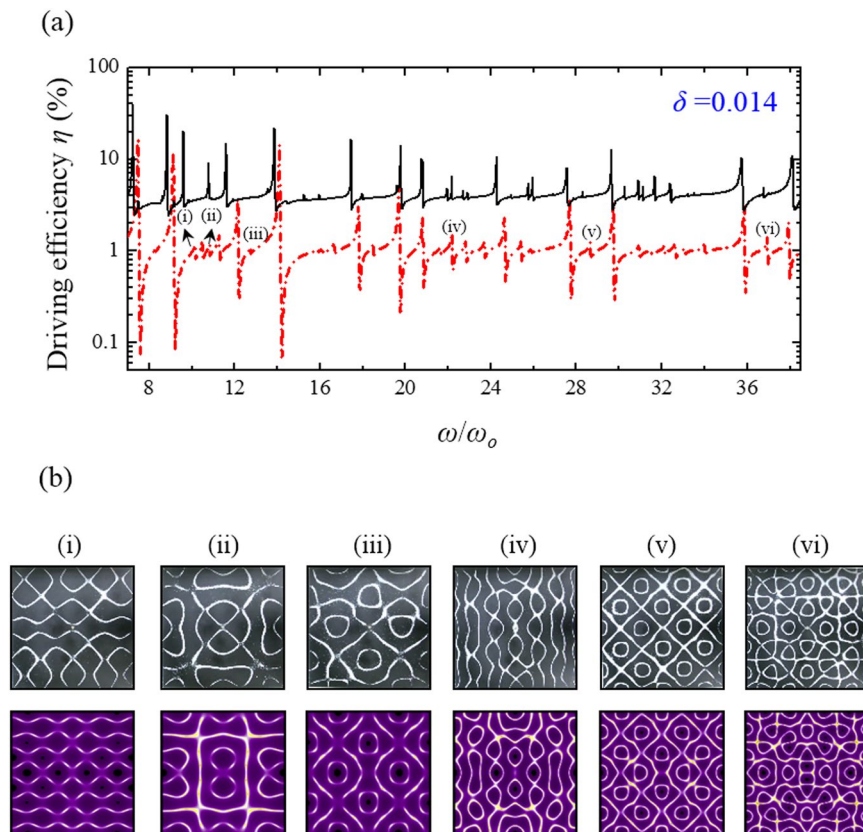 (a)
Driving efficiency η (%)
100
10
1
0.1
δ =0.014
(i)
(ii)
(iii)
(iv)
(v)
(vi)
8 12 16 20 24 28 32 36
ω/ωo
(b)
(i) (ii) (iii) (iv) (v) (vi)